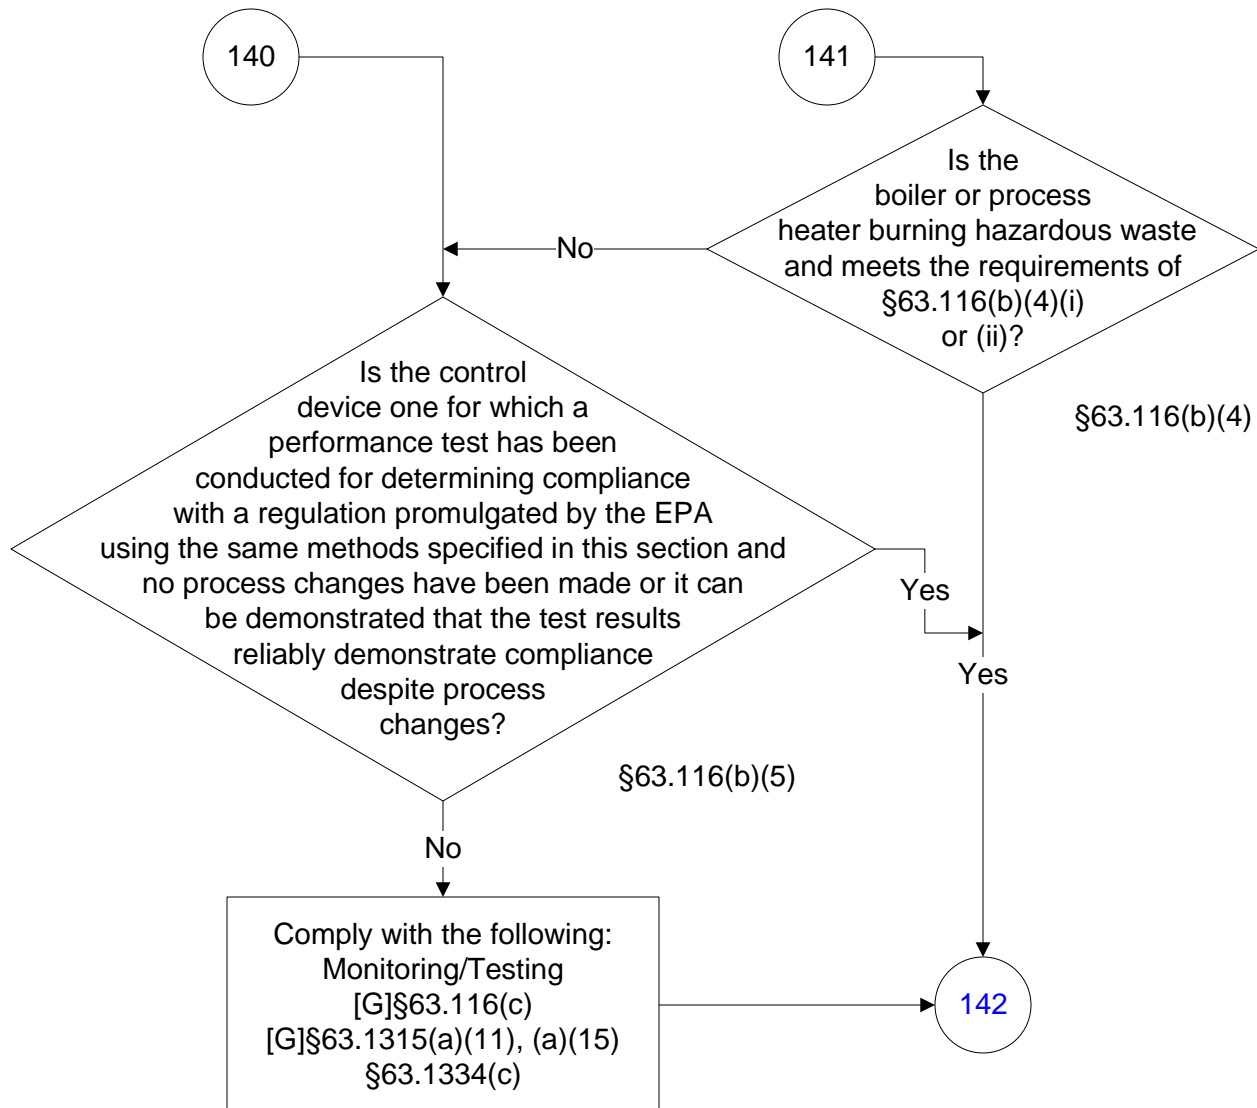 140
141
Is the
boiler or process
heater burning hazardous waste
and meets the requirements of
§63.116(b)(4)(i)
or (ii)?
No
§63.116(b)(4)
Is the control
device one for which a
performance test has been
conducted for determining compliance
with a regulation promulgated by the EPA
using the same methods specified in this section and
no process changes have been made or it can
be demonstrated that the test results
reliably demonstrate compliance
despite process
changes?
Yes
Yes
§63.116(b)(5)
No
Comply with the following:
Monitoring/Testing
[G]§63.116(c)
[G]§63.1315(a)(11), (a)(15)
§63.1334(c)
142